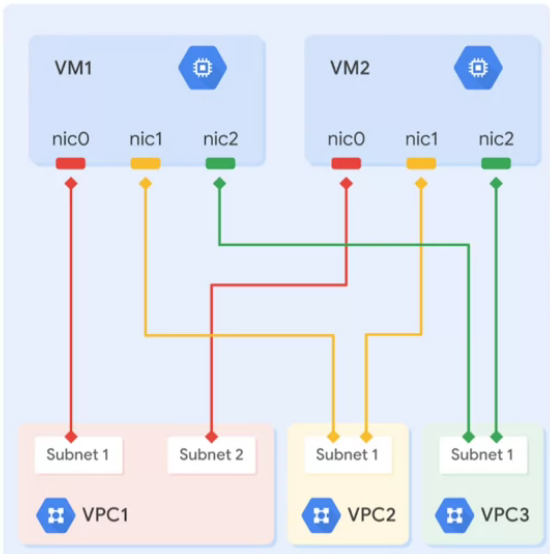 VM1
VM2
nic0 nic1 nic2
nic0 nic1 nic2
Subnet 1
Subnet 2
Subnet 1
Subnet 1
VPC1
VPC2
VPC3